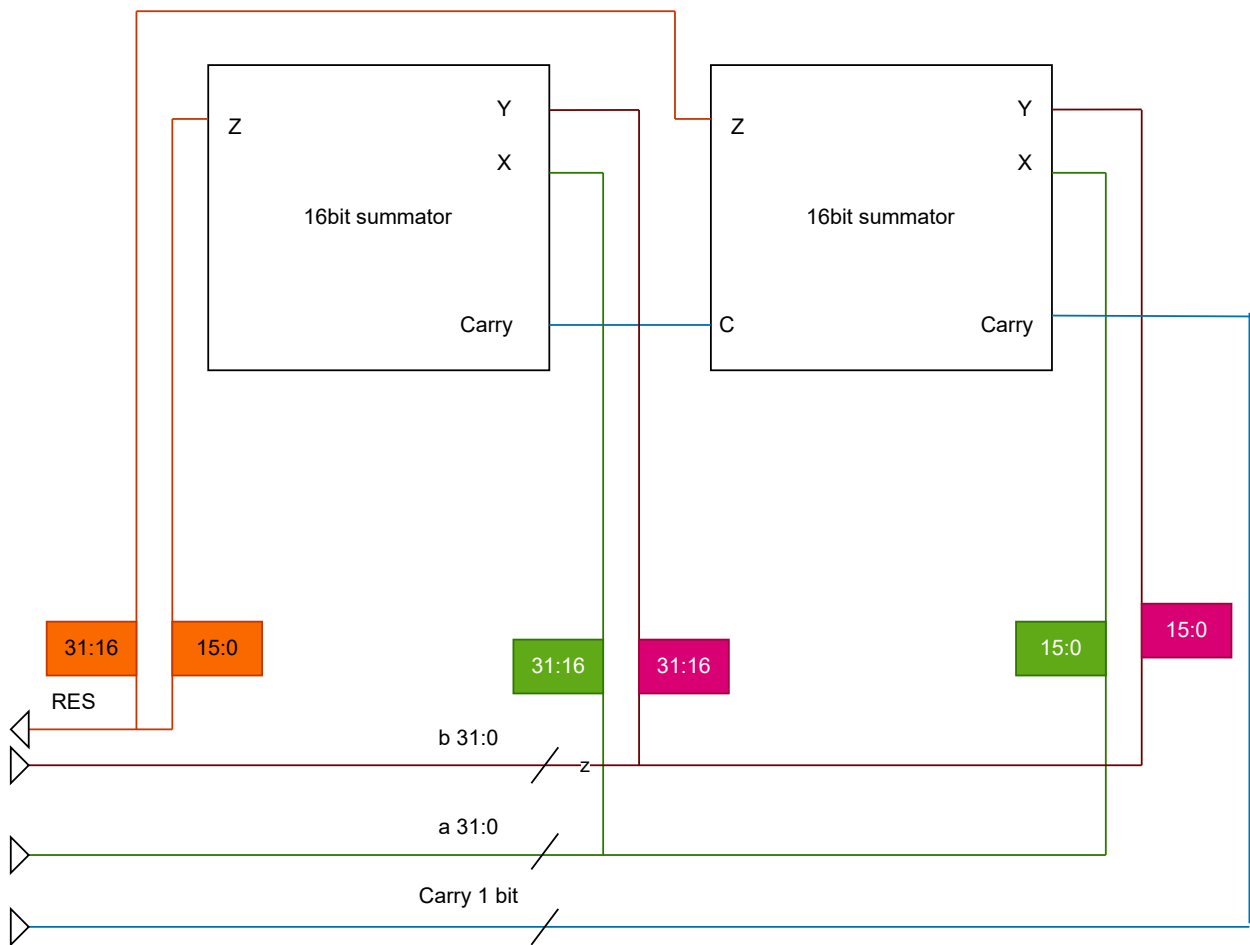 Y
Y
Z
Z
X
X
16bit summator
16bit summator
Carry
C
Carry
31:16
15:0
31:16
31:16
15:0
15:0
RES
b 31:0
z
a 31:0
Carry 1 bit